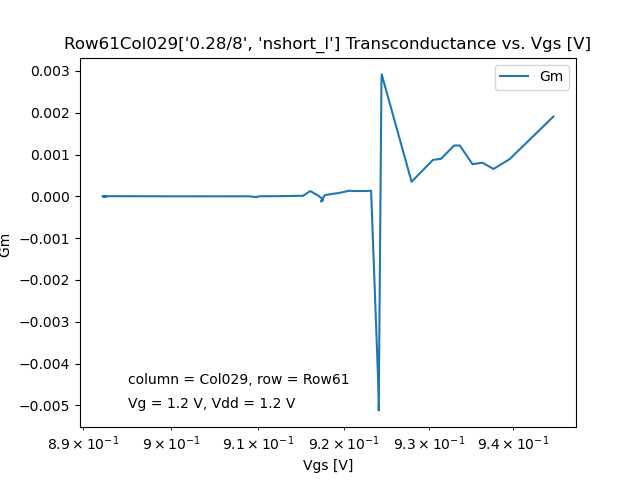 Row61Col029['0.28/8', 'nshort_l'] Transconductance vs. Vgs [V]
Gm
0.003
0.002
0.001
0.000
−0.001
−0.002
−0.003
−0.004
−0.005
Gm
column = Col029, row = Row61
Vg = 1.2 V, Vdd = 1.2 V
8.9 × 10⁻¹ 9 × 10⁻¹ 9.1 × 10⁻¹ 9.2 × 10⁻¹ 9.3 × 10⁻¹ 9.4 × 10⁻¹
Vgs [V]